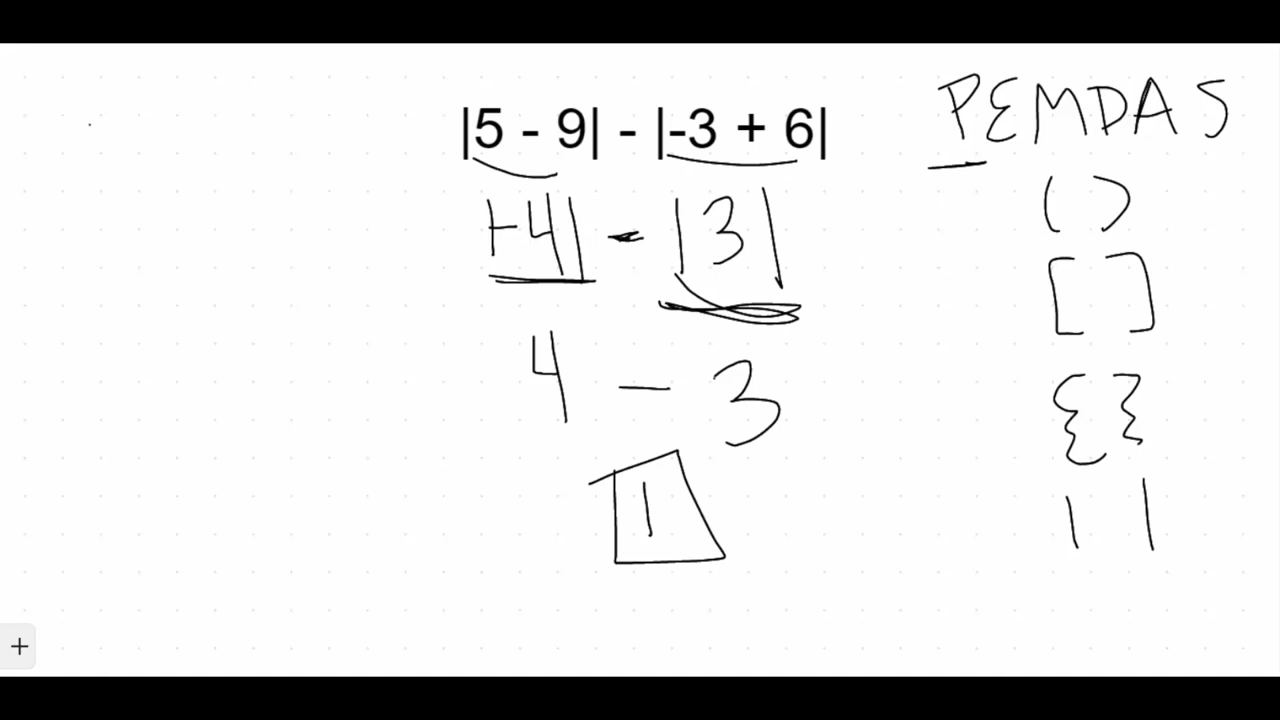 |5 - 9| - |-3 + 6|
|-4| - |3|
4 - 3
1
PEMDAS
( )
[ ]
{ }
| |
+